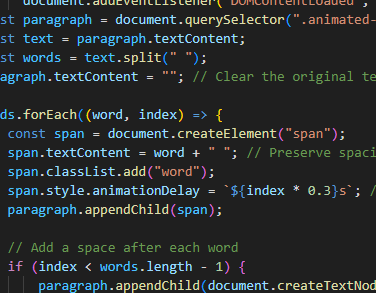 document.addEventListener("DOMContentLoaded",
st paragraph = document.querySelector(".animated-
st text = paragraph.textContent;
st words = text.split(" ");
agraph.textContent = ""; // Clear the original te
ds.forEach((word, index) => {
const span = document.createElement("span");
span.textContent = word + " "; // Preserve spaci
span.classList.add("word");
span.style.animationDelay = `${index * 0.3}s`; /
paragraph.appendChild(span);
// Add a space after each word
if (index < words.length - 1) {
paragraph.appendChild(document.createTextNod